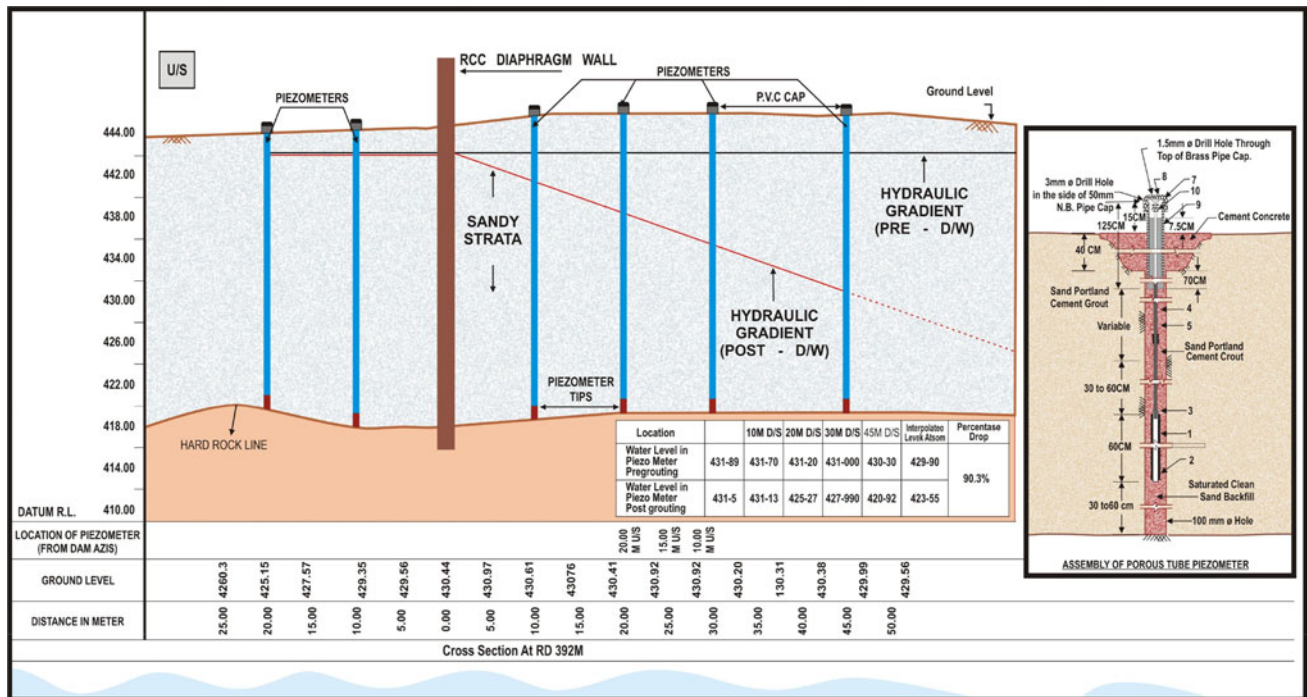 U/S
RCC DIAPHRAGM WALL
PIEZOMETERS
PIEZOMETERS
P.V.C CAP
Ground Level
444.00
442.00
438.00
434.00
430.00
426.00
422.00
418.00
414.00
410.00
DATUM R.L.
SANDY
STRATA
HYDRAULIC
GRADIENT
(PRE - D/W)
HYDRAULIC
GRADIENT
(POST - D/W)
PIEZOMETER
TIPS
HARD ROCK LINE
Location 10M D/S 20M D/S 30M D/S 45M D/S Interpolated Levek Atsom Percentase Drop
Water Level in Piezo Meter Pregrouting 431-89 431-70 431-20 431-000 430-30 429-90 90.3%
Water Level in Piezo Meter Post grouting 431-5 431-13 425-27 427-990 420-92 423-55
LOCATION OF PIEZOMETER
(FROM DAM AZIS)
20.00 M U/S 15.00 M U/S 10.00 M U/S
GROUND LEVEL 4260.3 425.15 427.57 429.35 429.56 430.44 430.97 430.61 43076 430.41 430.92 430.92 430.20 130.31 430.38 429.99 429.56
DISTANCE IN METER 25.00 20.00 15.00 10.00 5.00 0.00 5.00 10.00 15.00 20.00 25.00 30.00 35.00 40.00 45.00 50.00
Cross Section At RD 392M
1.5mm ø Drill Hole Through
Top of Brass Pipe Cap.
8
7
10
9
3mm ø Drill Hole
in the side of 50mm
N.B. Pipe Cap
15CM
125CM
7.5CM
Cement Concrete
40 CM
70CM
Sand Portland
Cement Grout
4
5
Variable
Sand Portland
Cement Crout
30 to 60CM
3
1
60CM
2
Saturated Clean
Sand Backfill
30 to60 cm
100 mm ø Hole
ASSEMBLY OF POROUS TUBE PIEZOMETER